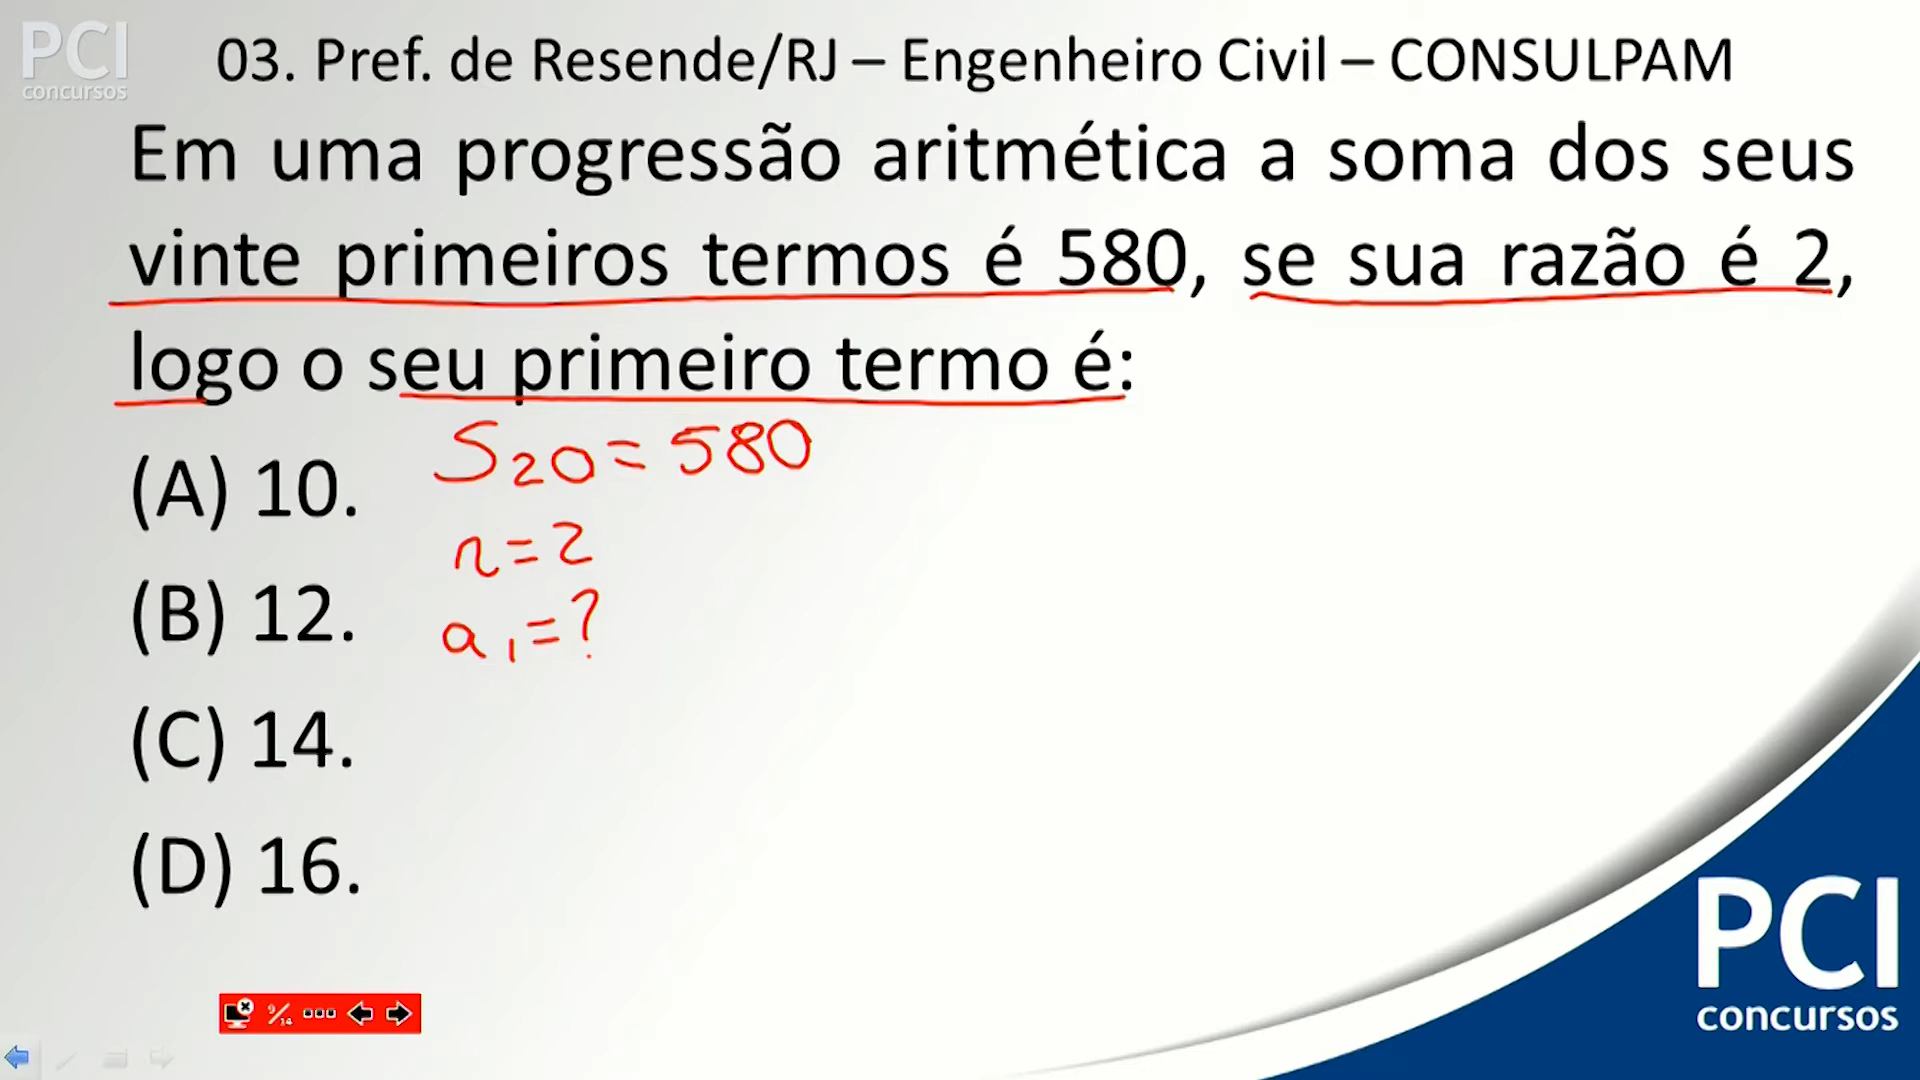 PCI
concursos
03. Pref. de Resende/RJ – Engenheiro Civil – CONSULPAM
Em uma progressão aritmética a soma dos seus
vinte primeiros termos é 580, se sua razão é 2,
logo o seu primeiro termo é:
(A) 10.
S20 = 580
r = 2
(B) 12.
a1 = ?
(C) 14.
(D) 16.
9/14
PCI
concursos